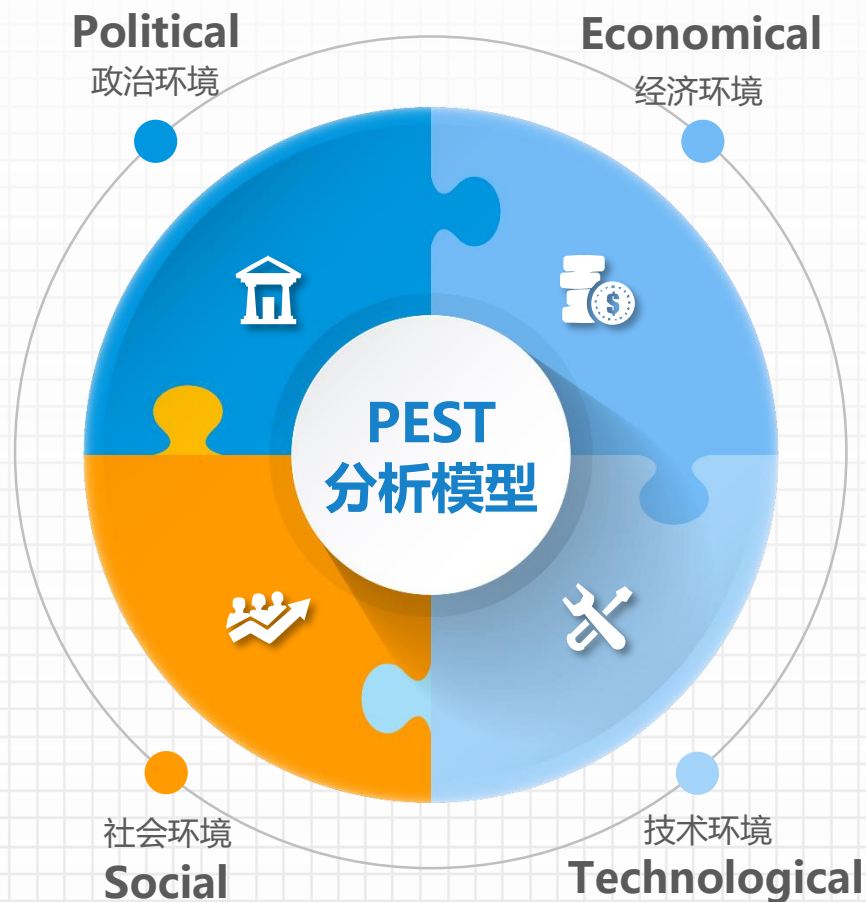 Political
政治环境
Economical
经济环境
PEST
分析模型
社会环境
Social
技术环境
Technological